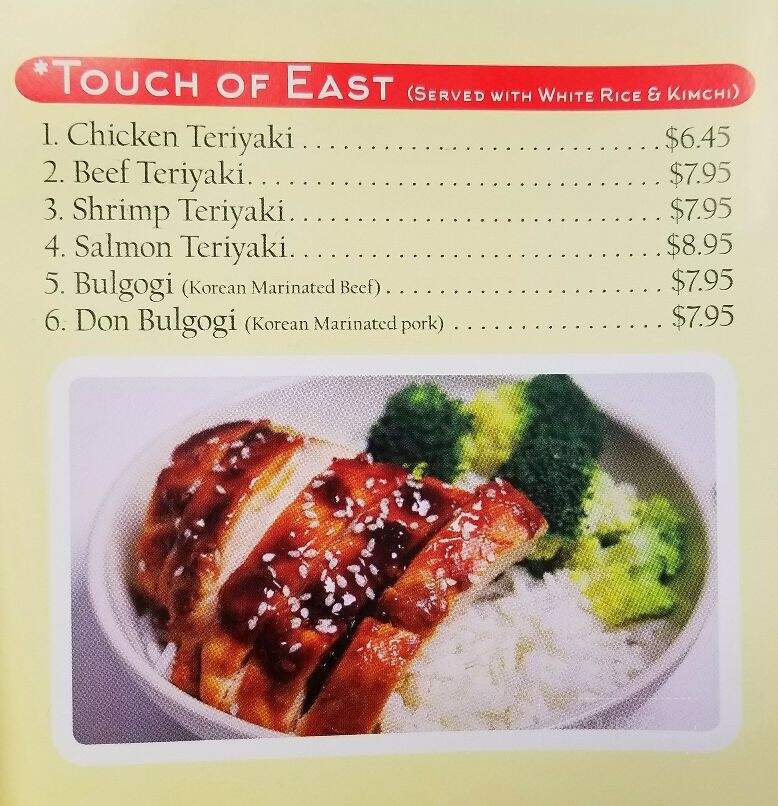 *Touch of East (Served with White Rice & Kimchi)
1. Chicken Teriyaki ................................ $6.45
2. Beef Teriyaki................................... $7.95
3. Shrimp Teriyaki............................... $7.95
4. Salmon Teriyaki.............................. $8.95
5. Bulgogi (Korean Marinated Beef)....................... $7.95
6. Don Bulgogi (Korean Marinated pork) ................. $7.95